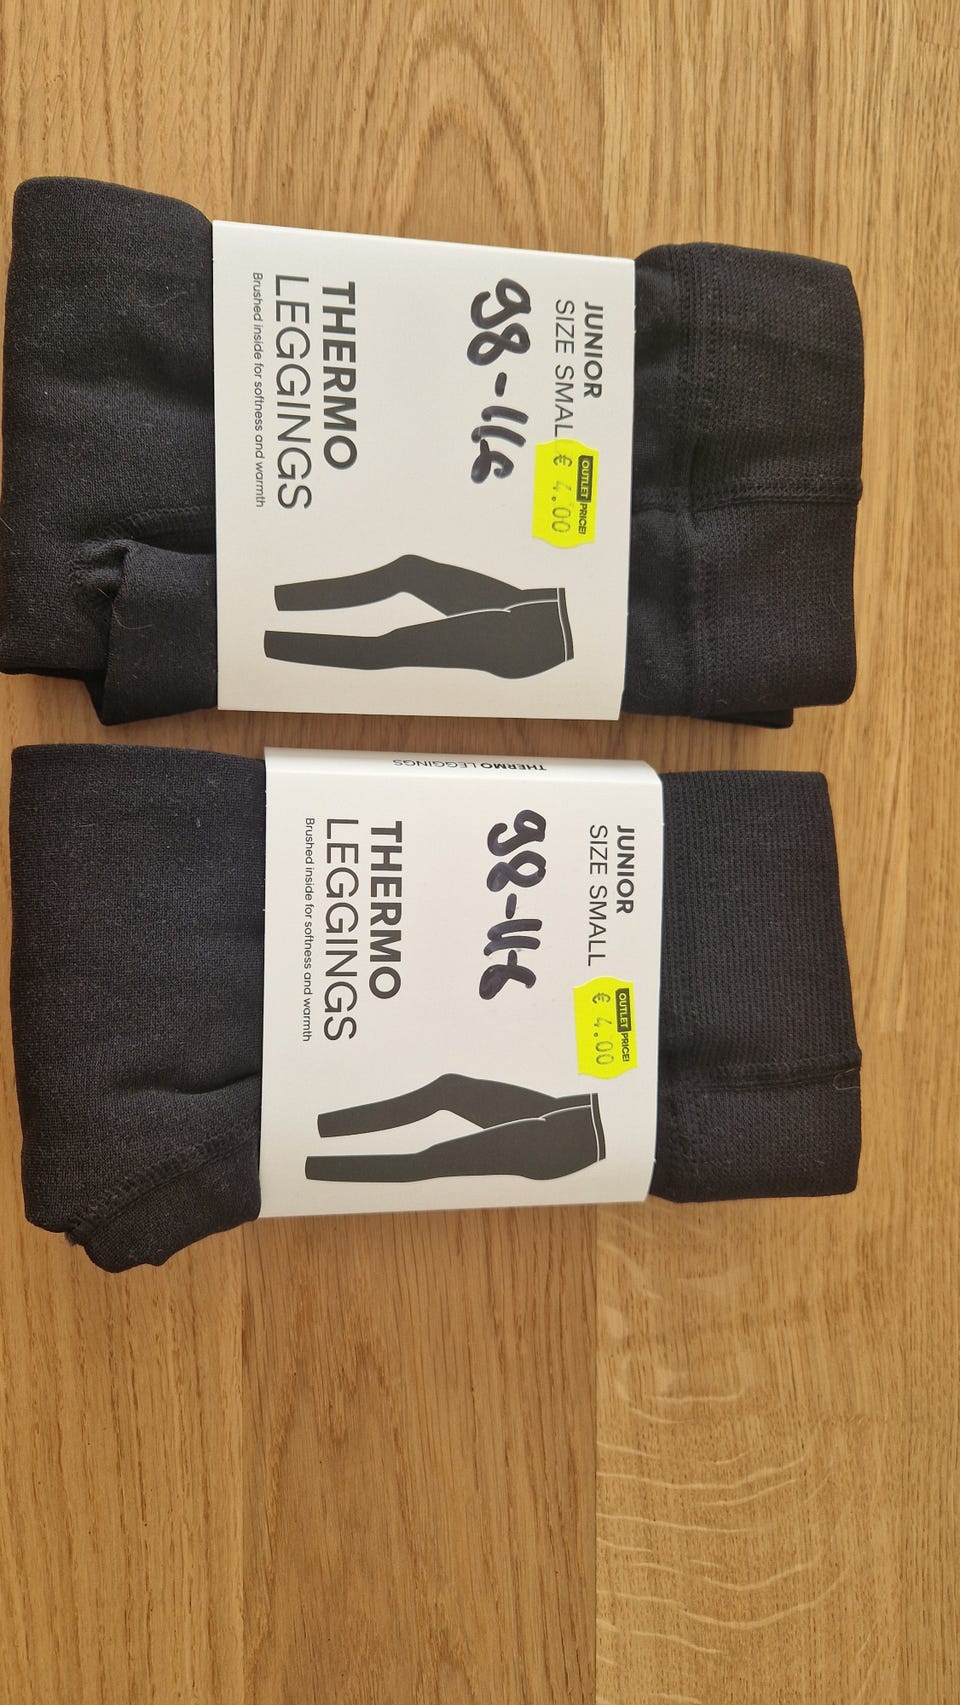 JUNIOR
SIZE SMAL
OUTLET PRICE!
€ 4.00
98-116
THERMO
LEGGINGS
Brushed inside for softness and warmth
THERMO LEGGINGS
JUNIOR
SIZE SMALL
OUTLET PRICE!
€ 4.00
98-116
THERMO
LEGGINGS
Brushed inside for softness and warmth